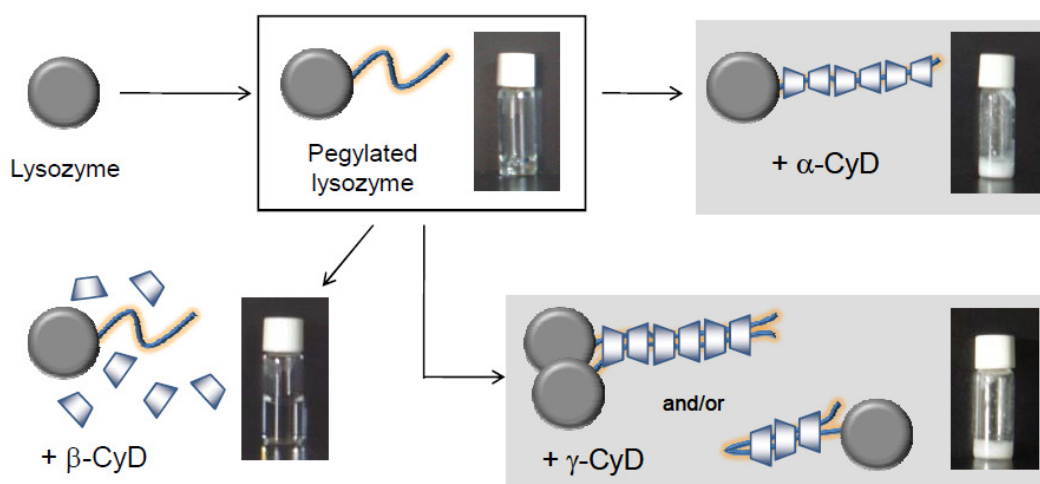 Lysozyme
Pegylated
lysozyme
+ α-CyD
+ β-CyD
and/or
+ γ-CyD